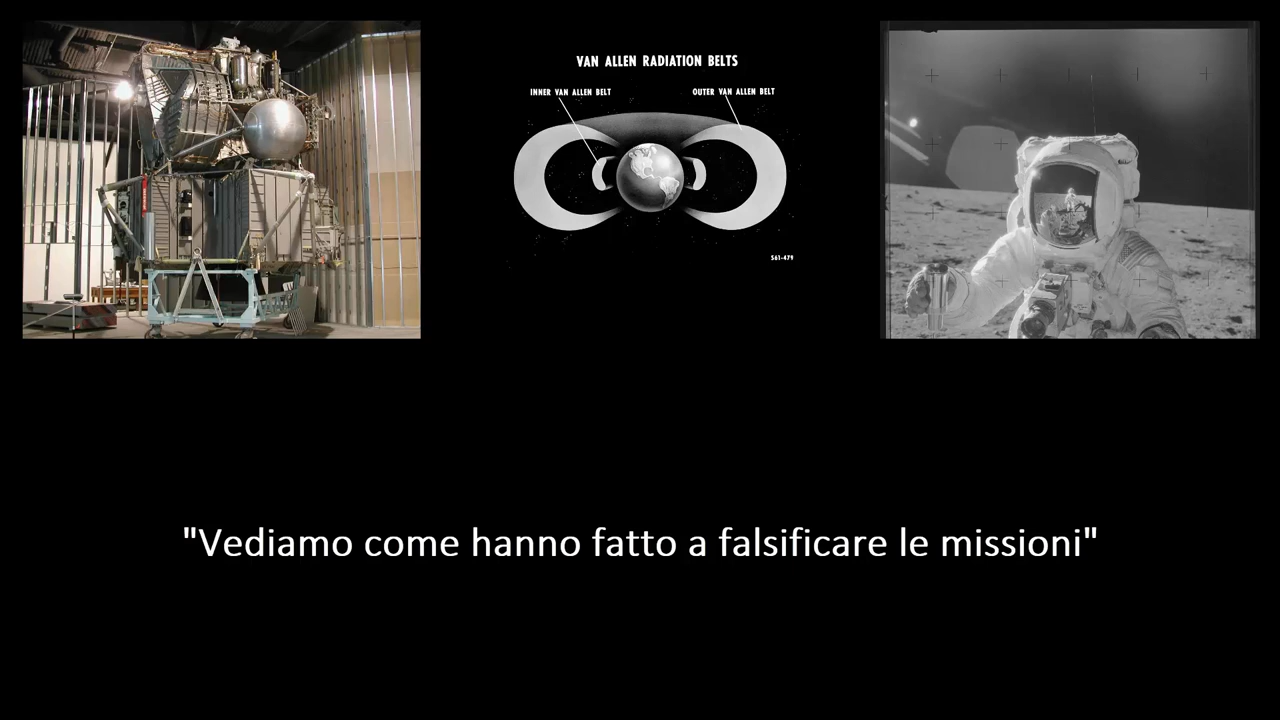 VAN ALLEN RADIATION BELTS
INNER VAN ALLEN BELT
OUTER VAN ALLEN BELT
S61-479
"Vediamo come hanno fatto a falsificare le missioni"